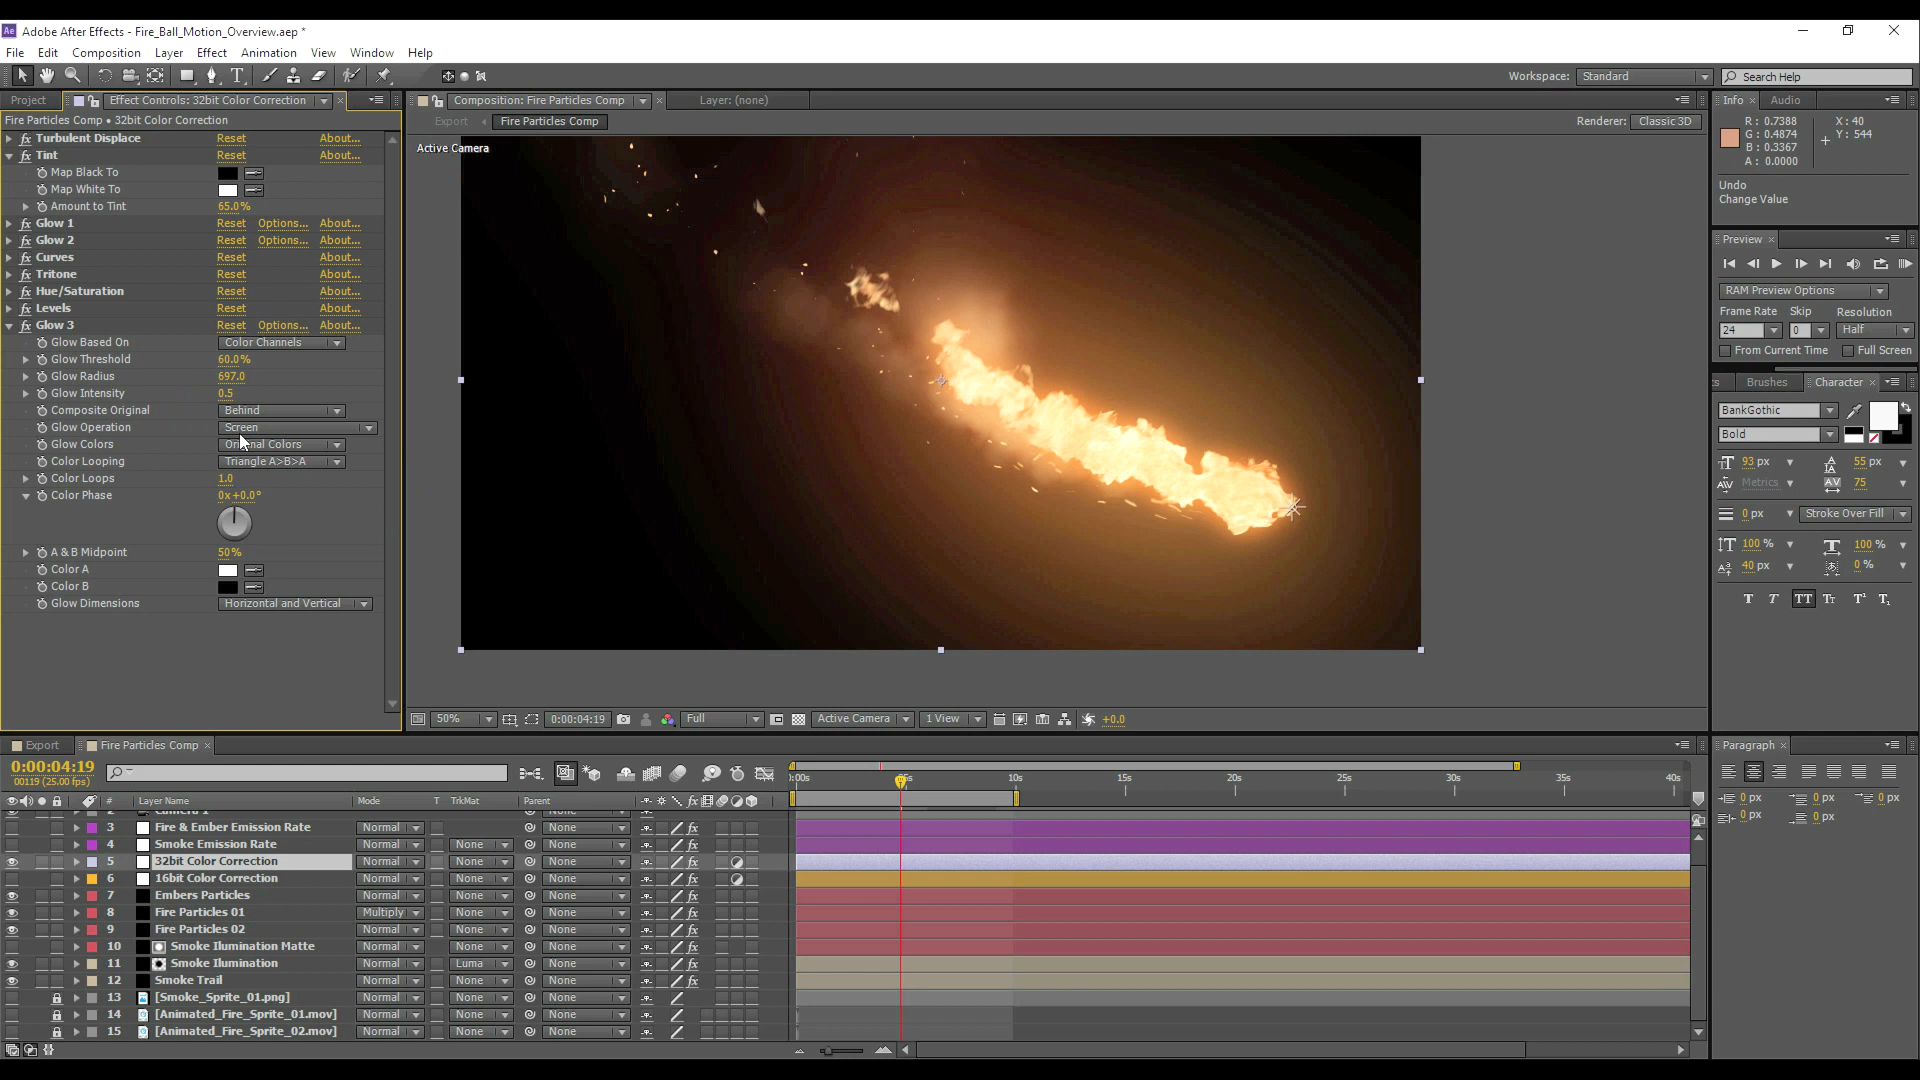 Adobe After Effects - Fire_Ball_Motion_Overview.aep *
File Edit Composition Layer Effect Animation View Window Help
Workspace: Standard Search Help
Project Effect Controls: 32bit Color Correction
Fire Particles Comp • 32bit Color Correction
Turbulent Displace Reset About...
Tint Reset About...
Map Black To
Map White To
Amount to Tint 65.0%
Glow 1 Reset Options... About...
Glow 2 Reset Options... About...
Curves Reset About...
Tritone Reset About...
Hue/Saturation Reset About...
Levels Reset About...
Glow 3 Reset Options... About...
Glow Based On Color Channels
Glow Threshold 60.0%
Glow Radius 697.0
Glow Intensity 0.5
Composite Original Behind
Glow Operation Screen
Glow Colors Original Colors
Color Looping Triangle A>B>A
Color Loops 1.0
Color Phase 0x+0.0°
A & B Midpoint 50%
Color A
Color B
Glow Dimensions Horizontal and Vertical
Composition: Fire Particles Comp Layer: (none)
Export Fire Particles Comp Renderer: Classic 3D
Active Camera
50% 0:00:04:19 Full Active Camera 1 View +0.0
Info Audio
R: 0.7388 X: 40
G: 0.4874 Y: 544
B: 0.3367
A: 0.0000
Undo
Change Value
Preview
RAM Preview Options
Frame Rate Skip Resolution
24 0 Half
From Current Time Full Screen
Brushes Character
BankGothic
Bold
93 px 55 px
Metrics 75
0 px Stroke Over Fill
100 % 100 %
40 px 0 %
Paragraph
0 px 0 px 0 px
0 px 0 px
Export Fire Particles Comp
0:00:04:19
00119 (25.00 fps)
# Layer Name Mode T TrkMat Parent
10s 15s 20s 25s 30s 35s 40s
2 Camera 1
3 Fire & Ember Emission Rate Normal None
4 Smoke Emission Rate Normal None None
5 32bit Color Correction Normal None None
6 16bit Color Correction Normal None None
7 Embers Particles Normal None None
8 Fire Particles 01 Multiply None None
9 Fire Particles 02 Normal None None
10 Smoke Ilumination Matte Normal None None
11 Smoke Ilumination Normal Luma None
12 Smoke Trail Normal None None
13 [Smoke_Sprite_01.png] Normal None None
14 [Animated_Fire_Sprite_01.mov] Normal None None
15 [Animated_Fire_Sprite_02.mov] Normal None None